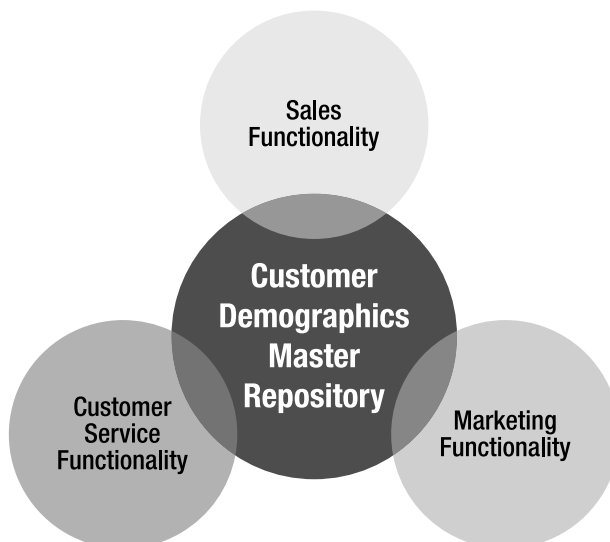 Sales
Functionality
Customer
Demographics
Master
Repository
Customer
Service
Functionality
Marketing
Functionality